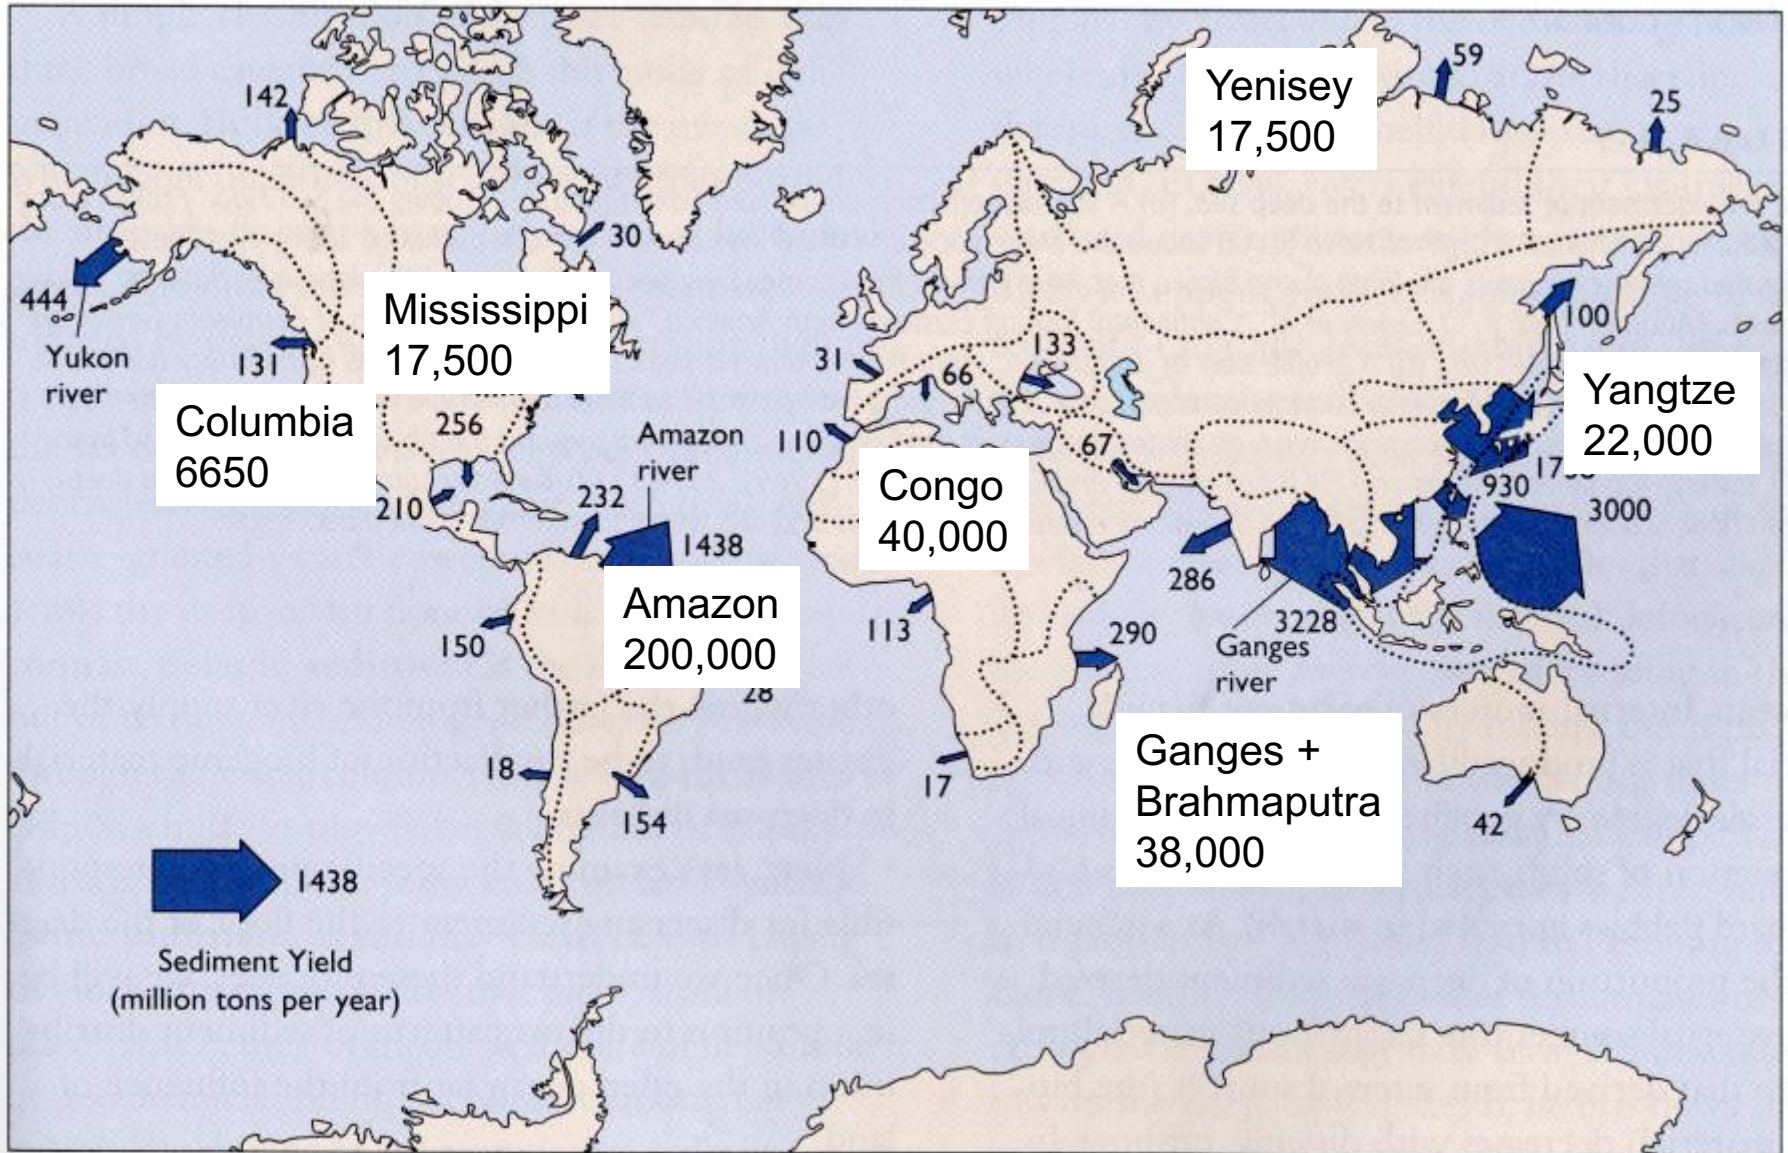 59
Yenisey
17,500
25
142
30
444
Yukon
river
Mississippi
17,500
131
Columbia
6650
256
210
232
Amazon
river
1438
Amazon
200,000
150
28
18
154
31
66
133
110
67
Congo
40,000
113
290
17
286
Ganges
river
3228
Ganges +
Brahmaputra
38,000
100
Yangtze
22,000
930
3000
42
1438
Sediment Yield
(million tons per year)